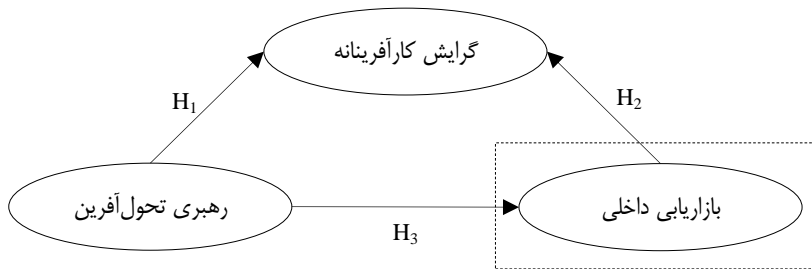 گرایش کارآفرینانه
H1
H2
رهبری تحول‌آفرین
بازاریابی داخلی
H3